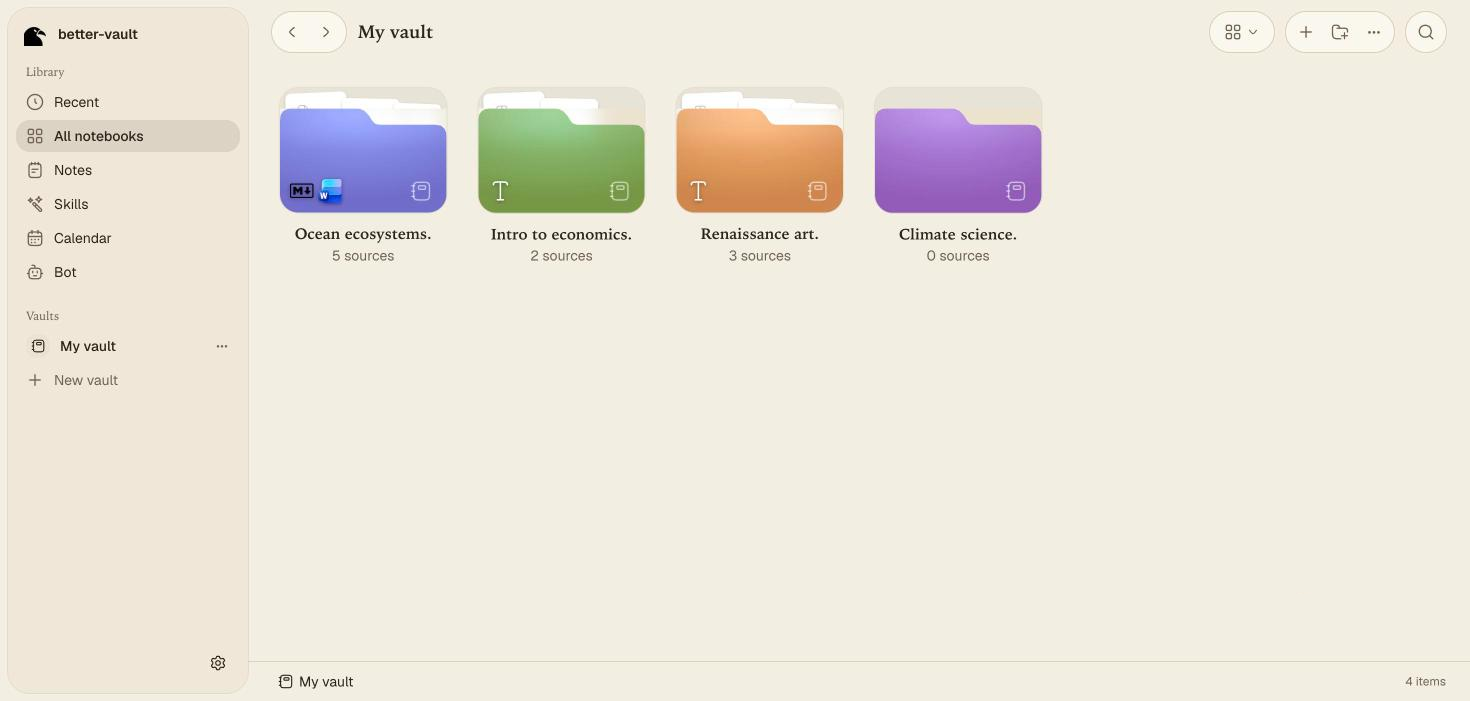 better-vault
Library
Recent
All notebooks
Notes
Skills
Calendar
Bot
Vaults
My vault
New vault
My vault
M
W
T
T
Ocean ecosystems.
5 sources
Intro to economics.
2 sources
Renaissance art.
3 sources
Climate science.
0 sources
My vault
4 items